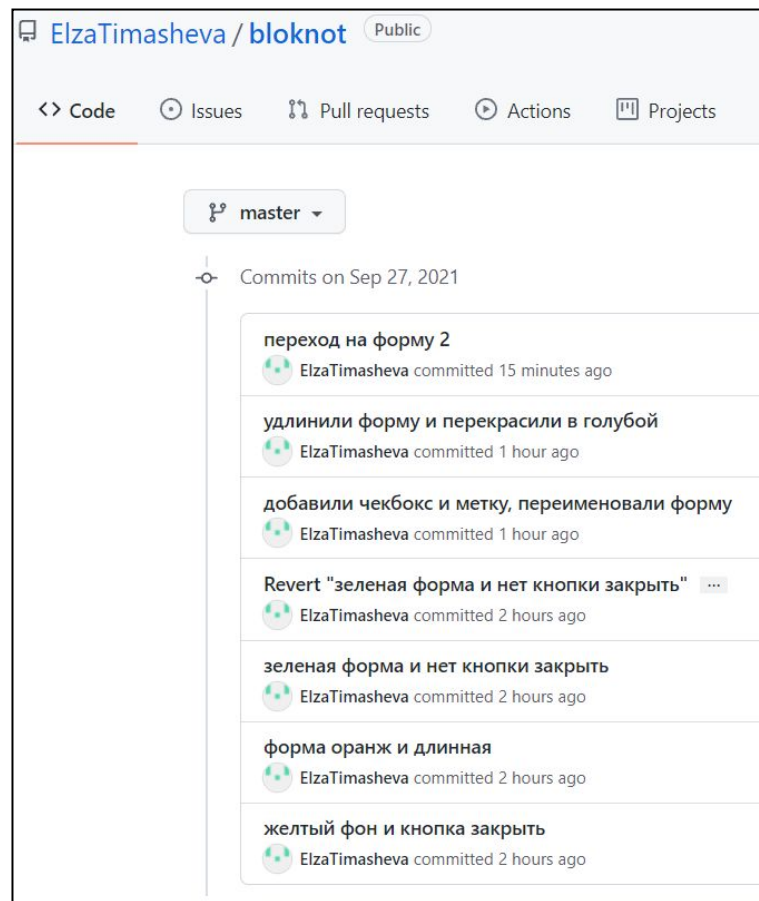 ElzaTimasheva / bloknot Public
Code Issues Pull requests Actions Projects
master
Commits on Sep 27, 2021
переход на форму 2
ElzaTimasheva committed 15 minutes ago
удлинили форму и перекрасили в голубой
ElzaTimasheva committed 1 hour ago
добавили чекбокс и метку, переименовали форму
ElzaTimasheva committed 1 hour ago
Revert "зеленая форма и нет кнопки закрыть" ...
ElzaTimasheva committed 2 hours ago
зеленая форма и нет кнопки закрыть
ElzaTimasheva committed 2 hours ago
форма оранж и длинная
ElzaTimasheva committed 2 hours ago
желтый фон и кнопка закрыть
ElzaTimasheva committed 2 hours ago